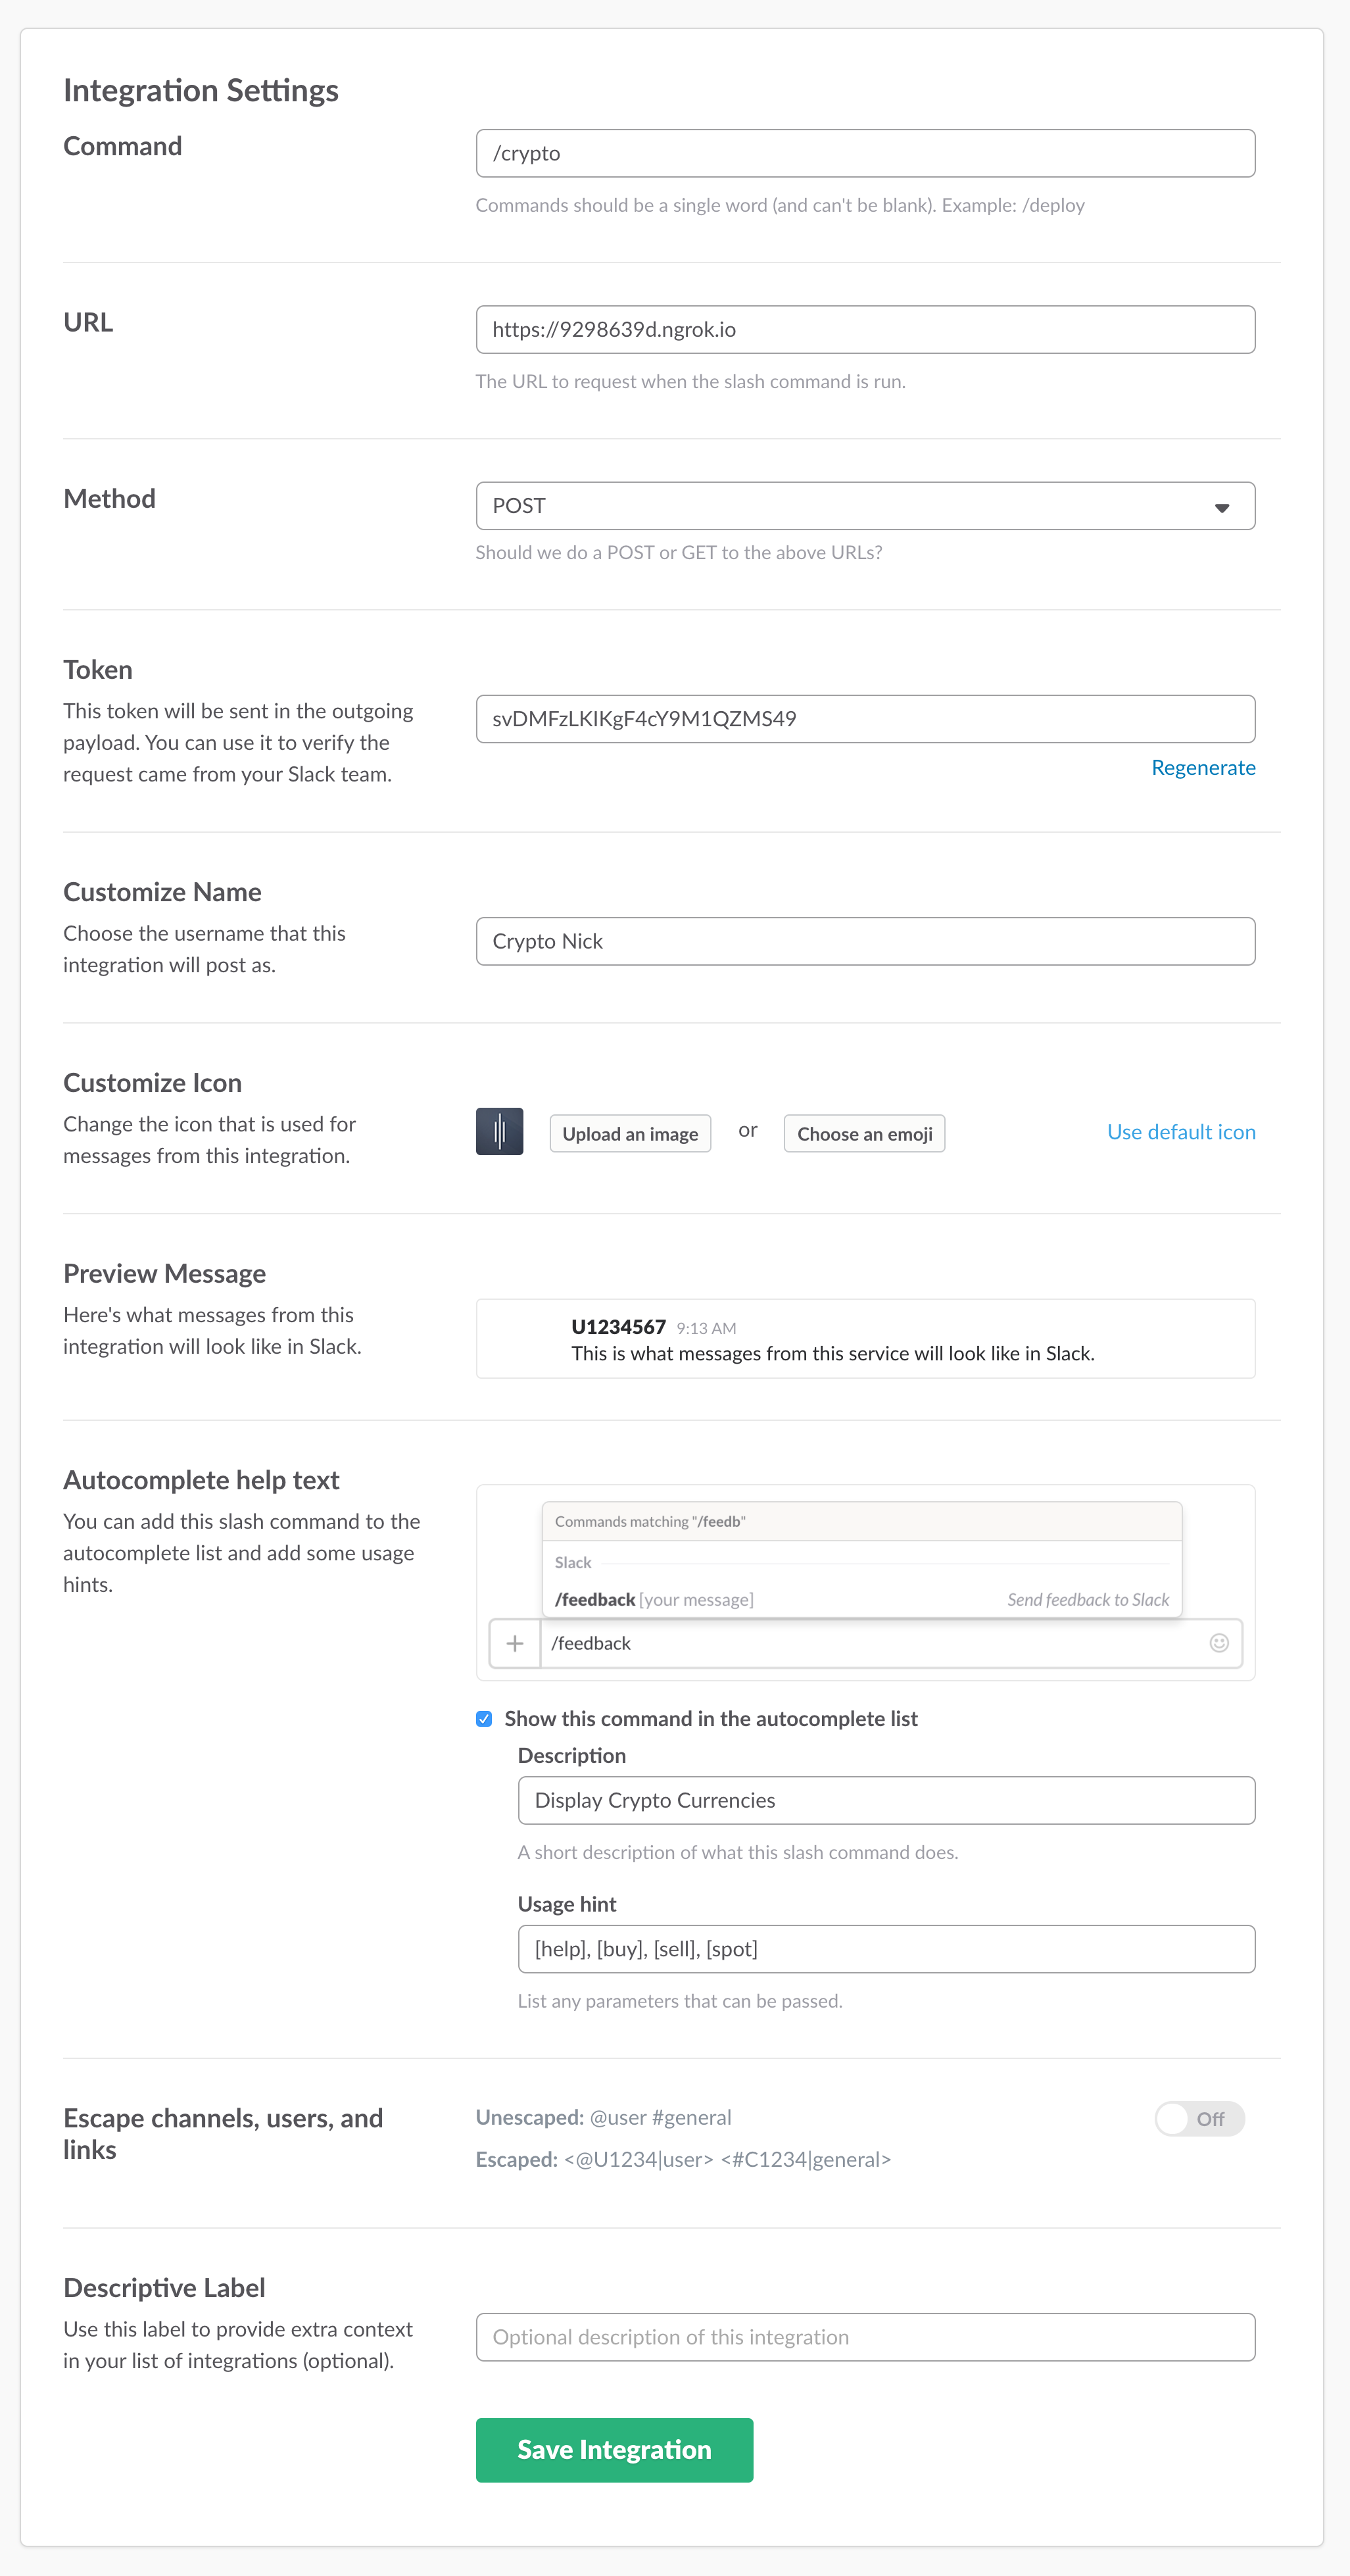 Integration Settings
Command
/crypto
Commands should be a single word (and can't be blank). Example: /deploy
URL
https://9298639d.ngrok.io
The URL to request when the slash command is run.
Method
POST
Should we do a POST or GET to the above URLs?
Token
This token will be sent in the outgoing
payload. You can use it to verify the
request came from your Slack team.
svDMFzLKIKgF4cY9M1QZMS49
Regenerate
Customize Name
Choose the username that this
integration will post as.
Crypto Nick
Customize Icon
Change the icon that is used for
messages from this integration.
Upload an image or Choose an emoji Use default icon
Preview Message
Here's what messages from this
integration will look like in Slack.
U1234567 9:13 AM
This is what messages from this service will look like in Slack.
Autocomplete help text
You can add this slash command to the
autocomplete list and add some usage
hints.
Commands matching "/feedb"
Slack
/feedback [your message] Send feedback to Slack
/feedback
Show this command in the autocomplete list
Description
Display Crypto Currencies
A short description of what this slash command does.
Usage hint
[help], [buy], [sell], [spot]
List any parameters that can be passed.
Escape channels, users, and
links
Unescaped: @user #general
Off
Escaped: <@U1234|user> <#C1234|general>
Descriptive Label
Use this label to provide extra context
in your list of integrations (optional).
Optional description of this integration
Save Integration